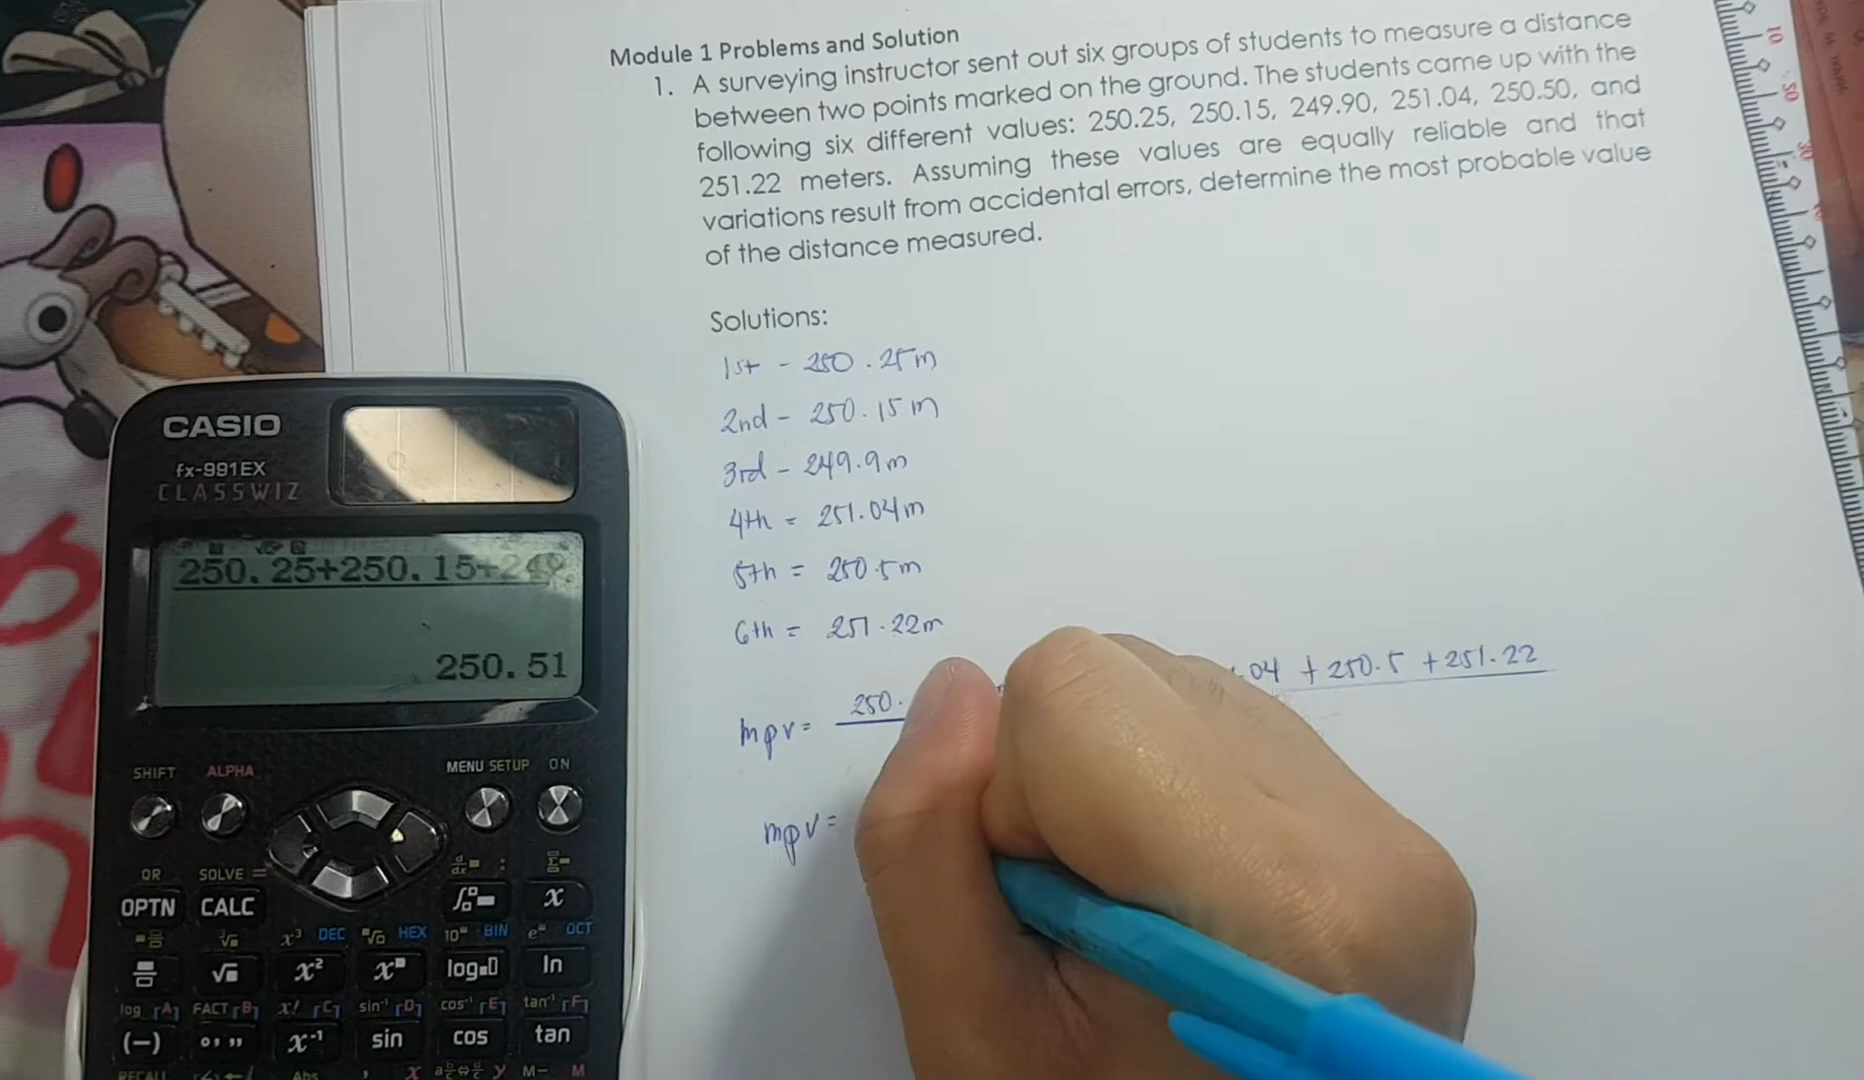 Module 1 Problems and Solution
1. A surveying instructor sent out six groups of students to measure a distance
between two points marked on the ground. The students came up with the
following six different values: 250.25, 250.15, 249.90, 251.04, 250.50, and
251.22 meters. Assuming these values are equally reliable and that
variations result from accidental errors, determine the most probable value
of the distance measured.
Solutions:
1st - 250.25m
2nd - 250.15m
3rd - 249.9m
4th = 251.04m
5th = 250.5m
6th = 251.22m
mpv = 250. .04 + 250.5 + 251.22
mpv =
CASIO
fx-991EX
CLASSWIZ
250.25+250.15+24
250.51
SHIFT ALPHA MENU SETUP ON
QR SOLVE =
OPTN CALC x
x³ DEC HEX 10■ BIN e■ OCT
√■ x² x■ log■□ ln
log [A] FACT [B] x! [C] sin⁻¹ [D] cos⁻¹ [E] tan⁻¹ [F]
(−) ° ’ ” x⁻¹ sin cos tan
RECALL Abs , x y M− M
10
50
30